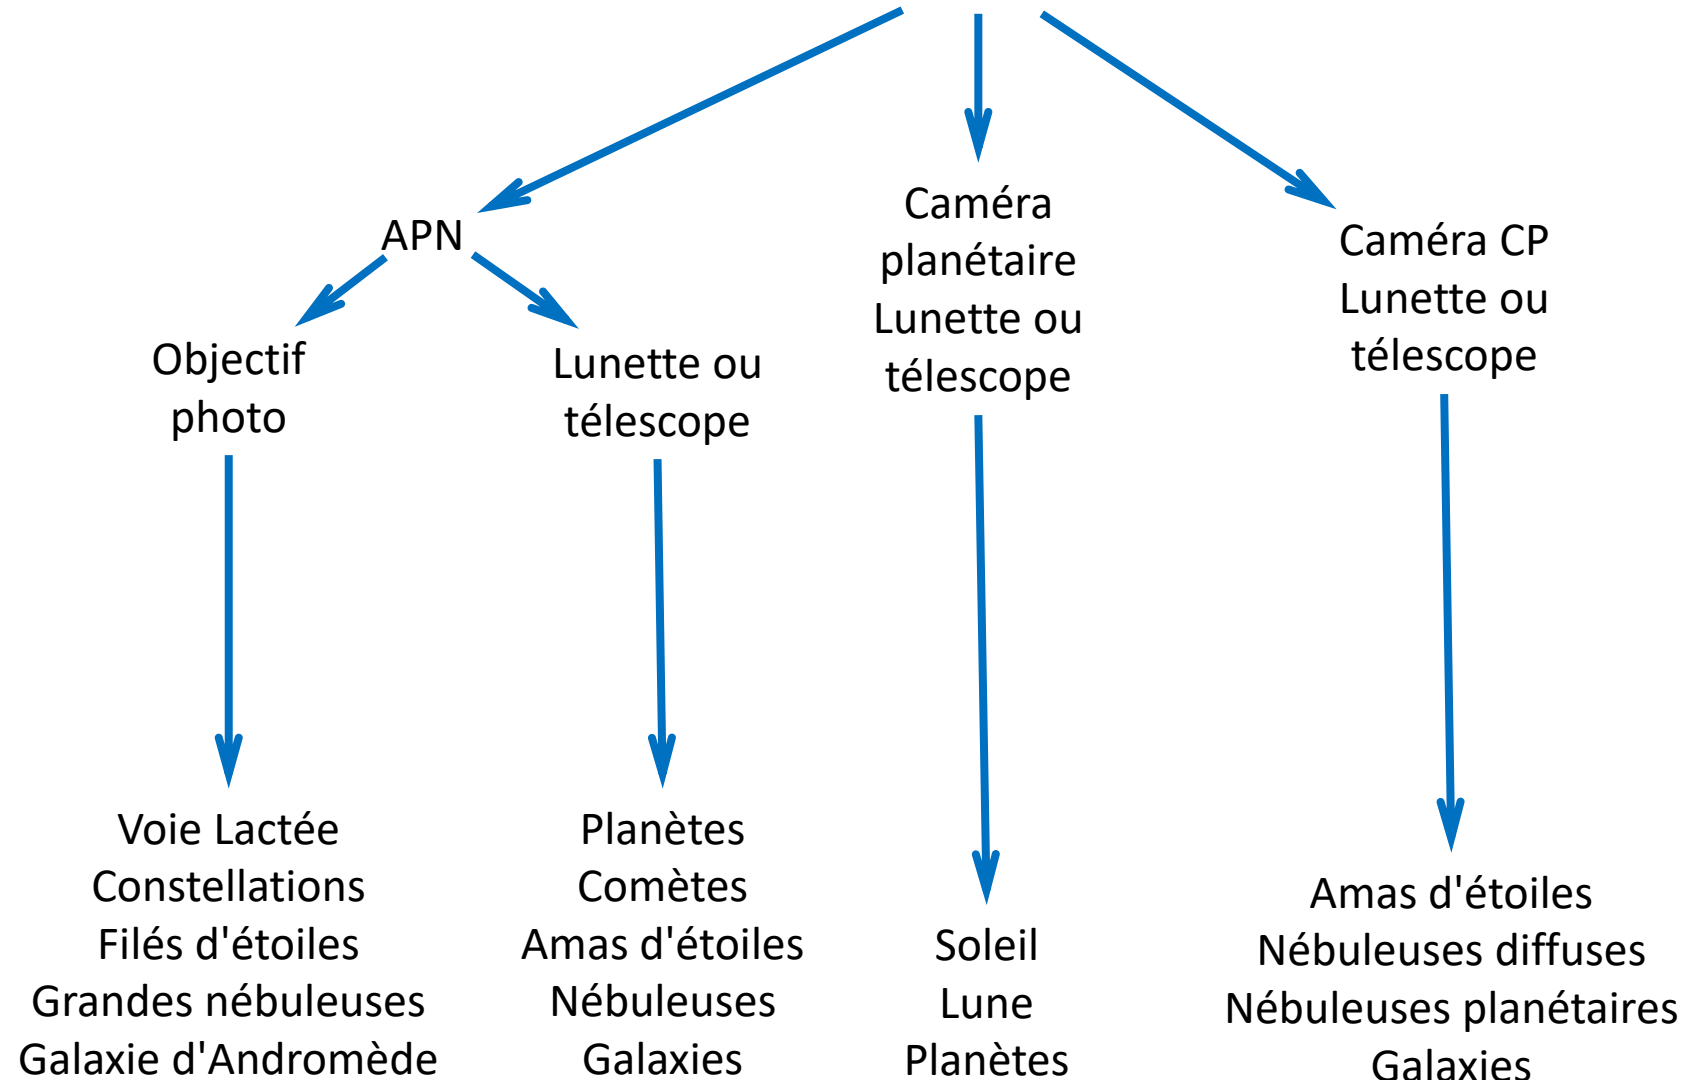 APN
Objectif
photo
Lunette ou
télescope
Caméra
planétaire
Lunette ou
télescope
Caméra CP
Lunette ou
télescope
Voie Lactée
Constellations
Filés d'étoiles
Grandes nébuleuses
Galaxie d'Andromède
Planètes
Comètes
Amas d'étoiles
Nébuleuses
Galaxies
Soleil
Lune
Planètes
Amas d'étoiles
Nébuleuses diffuses
Nébuleuses planétaires
Galaxies